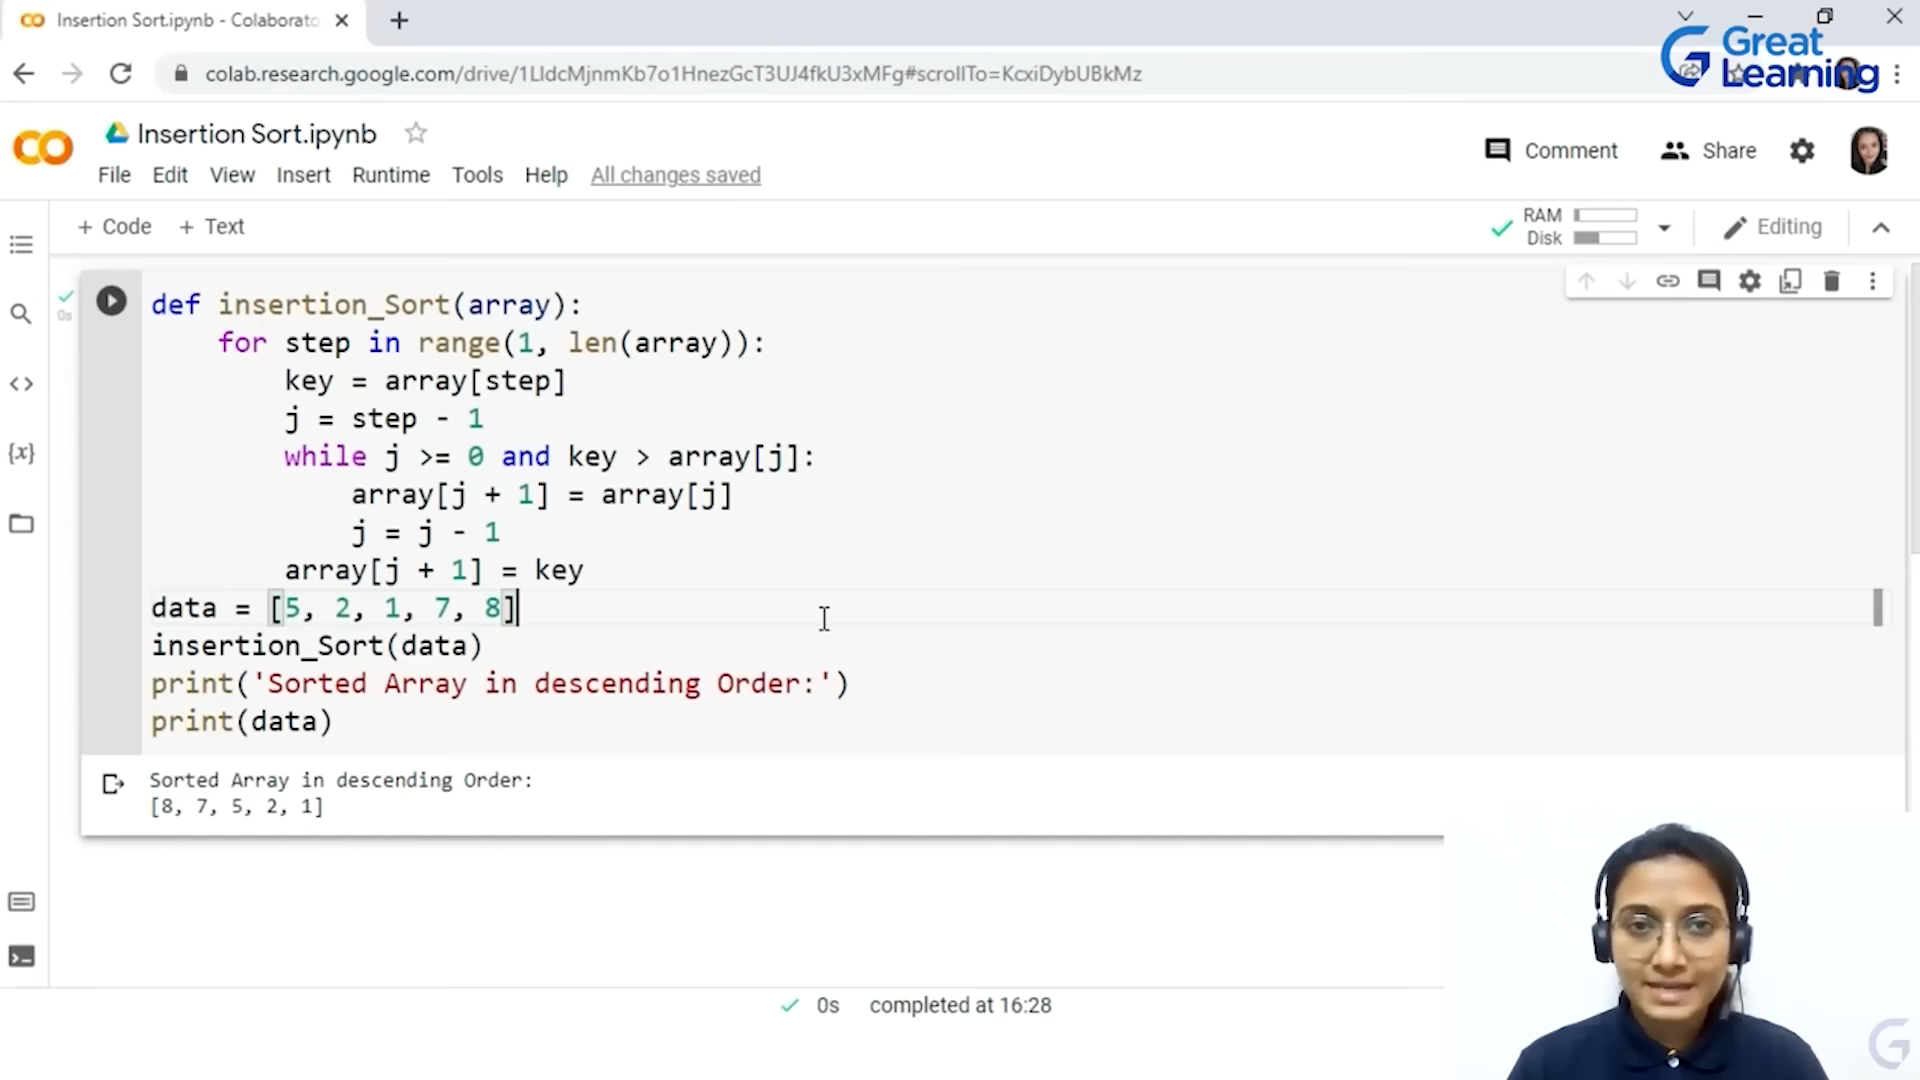 Insertion Sort.ipynb - Colaborato
colab.research.google.com/drive/1LldcMjnmKb7o1HnezGcT3UJ4fkU3xMFg#scrollTo=KcxiDybUBkMz
Great
Learning
Insertion Sort.ipynb
Comment
Share
File Edit View Insert Runtime Tools Help All changes saved
+ Code + Text
RAM
Disk
Editing
0s
def insertion_Sort(array):
    for step in range(1, len(array)):
        key = array[step]
        j = step - 1
        while j >= 0 and key > array[j]:
            array[j + 1] = array[j]
            j = j - 1
        array[j + 1] = key
data = [5, 2, 1, 7, 8]
insertion_Sort(data)
print('Sorted Array in descending Order:')
print(data)
Sorted Array in descending Order:
[8, 7, 5, 2, 1]
0s completed at 16:28